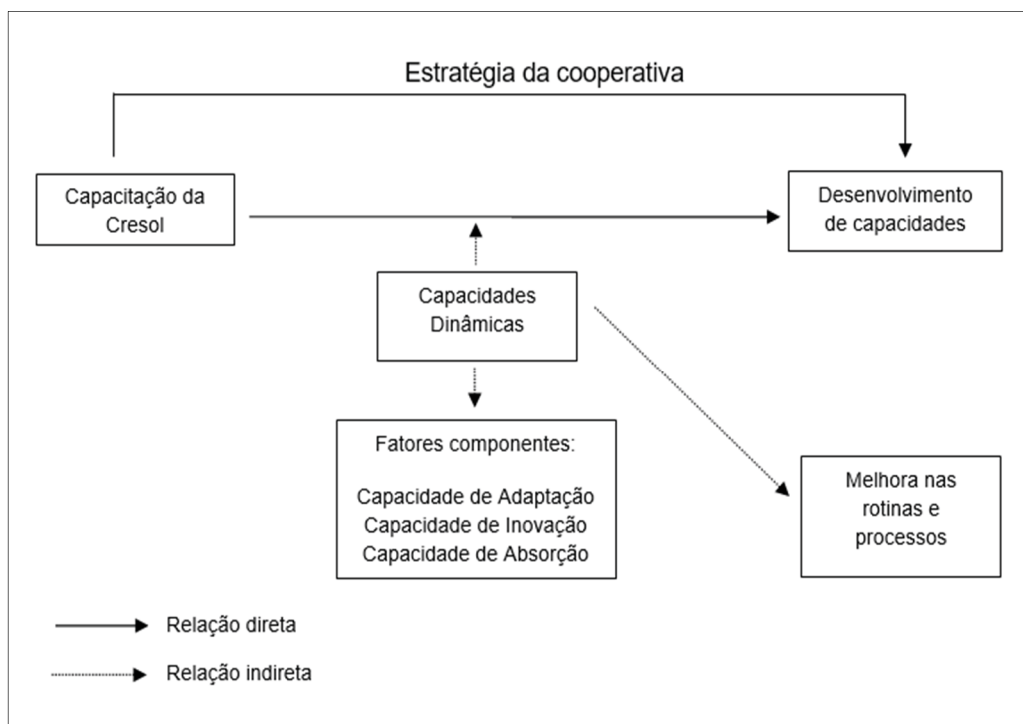 Estratégia da cooperativa
Capacitação da
Cresol
Desenvolvimento
de capacidades
Capacidades
Dinâmicas
Fatores componentes:
Capacidade de Adaptação
Capacidade de Inovação
Capacidade de Absorção
Melhora nas
rotinas e
processos
Relação direta
Relação indireta